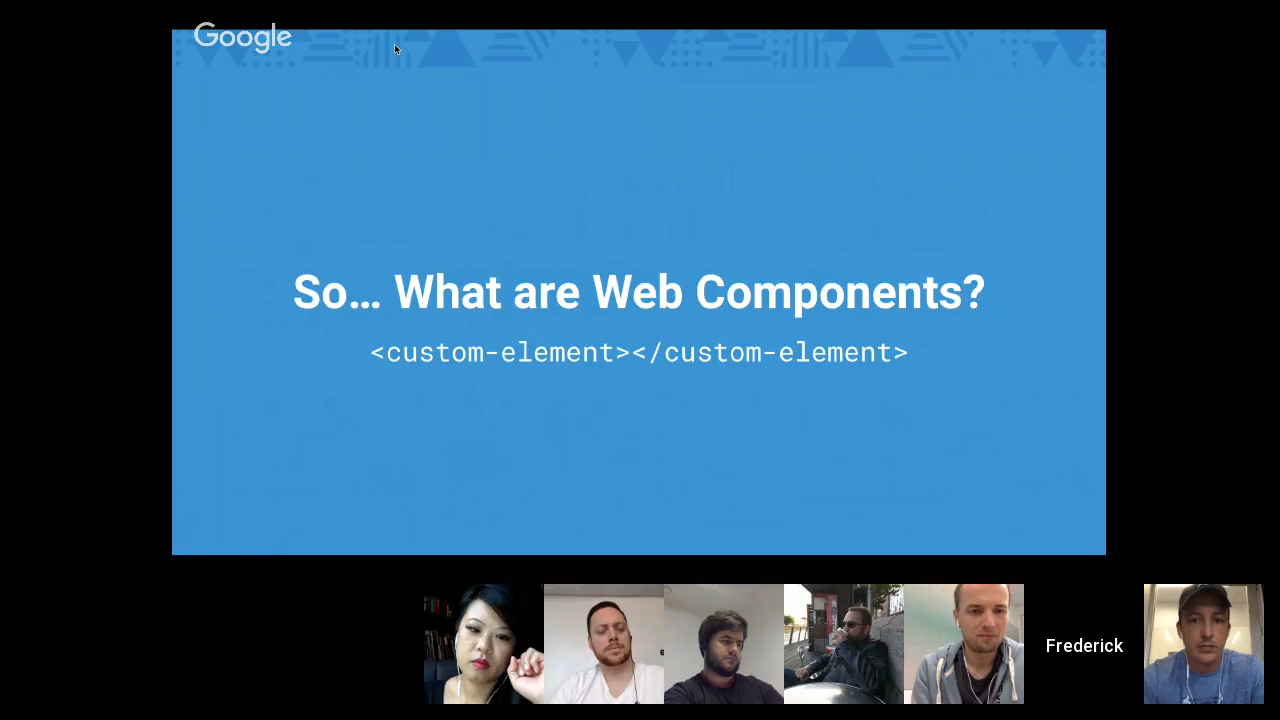 Google
So… What are Web Components?
<custom-element></custom-element>
Frederick